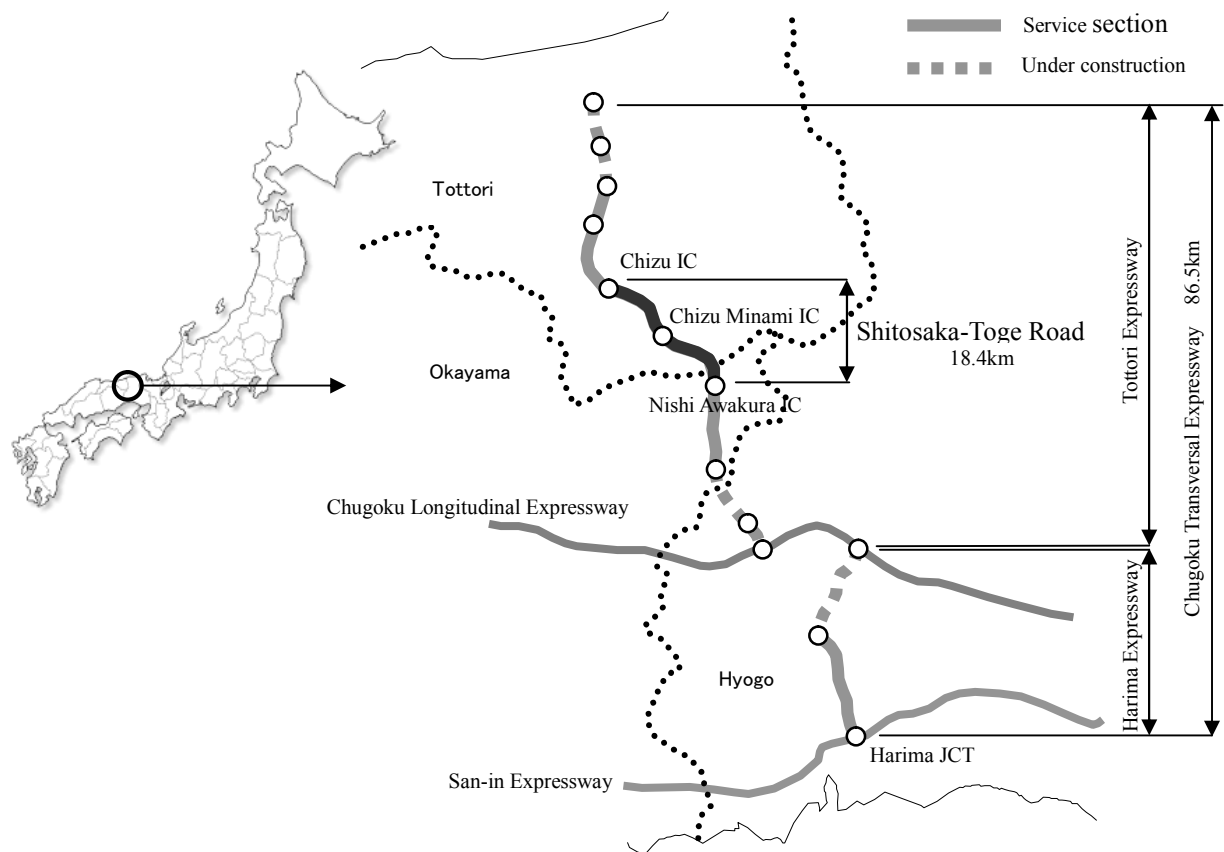 Service section
Under construction
Tottori
Chizu IC
Chizu Minami IC
Shitosaka-Toge Road
18.4km
Okayama
Nishi Awakura IC
Chugoku Longitudinal Expressway
Hyogo
Harima JCT
San-in Expressway
Tottori Expressway
Harima Expressway
Chugoku Transversal Expressway 86.5km